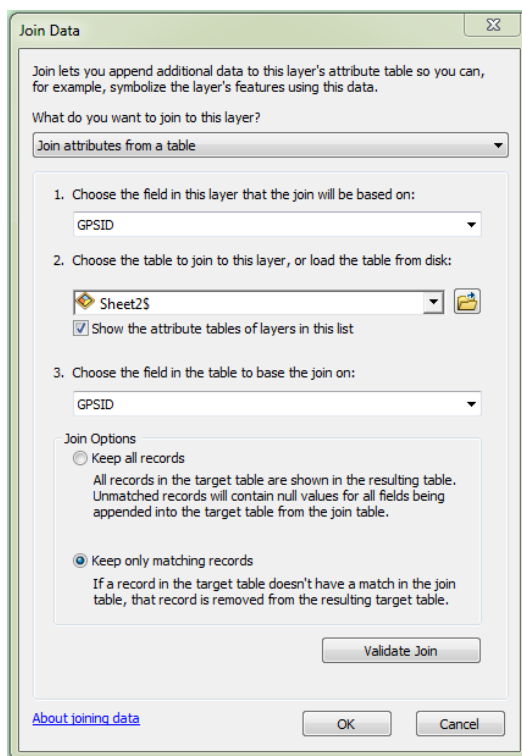 Join Data
Join lets you append additional data to this layer's attribute table so you can,
for example, symbolize the layer's features using this data.
What do you want to join to this layer?
Join attributes from a table
1. Choose the field in this layer that the join will be based on:
GPSID
2. Choose the table to join to this layer, or load the table from disk:
Sheet2$
Show the attribute tables of layers in this list
3. Choose the field in the table to base the join on:
GPSID
Join Options
Keep all records
All records in the target table are shown in the resulting table.
Unmatched records will contain null values for all fields being
appended into the target table from the join table.
Keep only matching records
If a record in the target table doesn't have a match in the join
table, that record is removed from the resulting target table.
Validate Join
About joining data
OK
Cancel